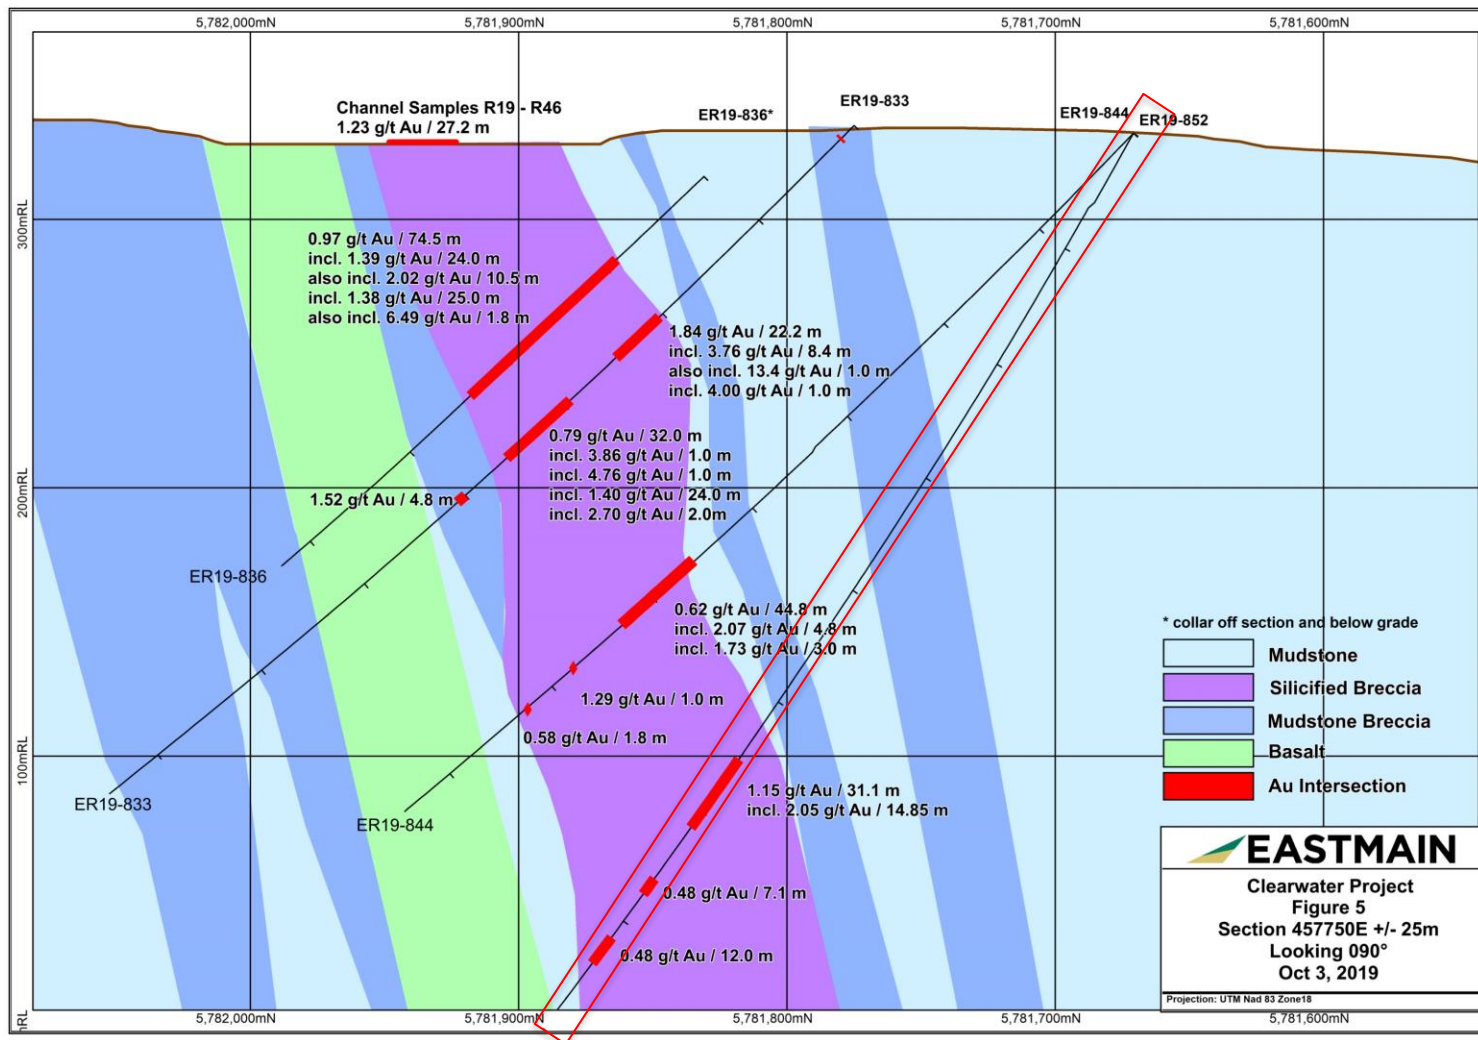 5,782,000mN
5,781,900mN
5,781,800mN
5,781,700mN
5,781,600mN
Channel Samples R19 - R46
1.23 g/t Au / 27.2 m
ER19-836*
ER19-833
ER19-844
ER19-852
300mRL
0.97 g/t Au / 74.5 m
incl. 1.39 g/t Au / 24.0 m
also incl. 2.02 g/t Au / 10.5 m
incl. 1.38 g/t Au / 25.0 m
also incl. 6.49 g/t Au / 1.8 m
1.84 g/t Au / 22.2 m
incl. 3.76 g/t Au / 8.4 m
also incl. 13.4 g/t Au / 1.0 m
incl. 4.00 g/t Au / 1.0 m
0.79 g/t Au / 32.0 m
incl. 3.86 g/t Au / 1.0 m
incl. 4.76 g/t Au / 1.0 m
incl. 1.40 g/t Au / 24.0 m
incl. 2.70 g/t Au / 2.0m
200mRL
1.52 g/t Au / 4.8 m
ER19-836
0.62 g/t Au / 44.8 m
incl. 2.07 g/t Au / 4.8 m
incl. 1.73 g/t Au / 3.0 m
1.29 g/t Au / 1.0 m
0.58 g/t Au / 1.8 m
100mRL
ER19-833
ER19-844
1.15 g/t Au / 31.1 m
incl. 2.05 g/t Au / 14.85 m
0.48 g/t Au / 7.1 m
0.48 g/t Au / 12.0 m
* collar off section and below grade
Mudstone
Silicified Breccia
Mudstone Breccia
Basalt
Au Intersection
EASTMAIN
Clearwater Project
Figure 5
Section 457750E +/- 25m
Looking 090°
Oct 3, 2019
Projection: UTM Nad 83 Zone18
5,782,000mN
5,781,900mN
5,781,800mN
5,781,700mN
5,781,600mN